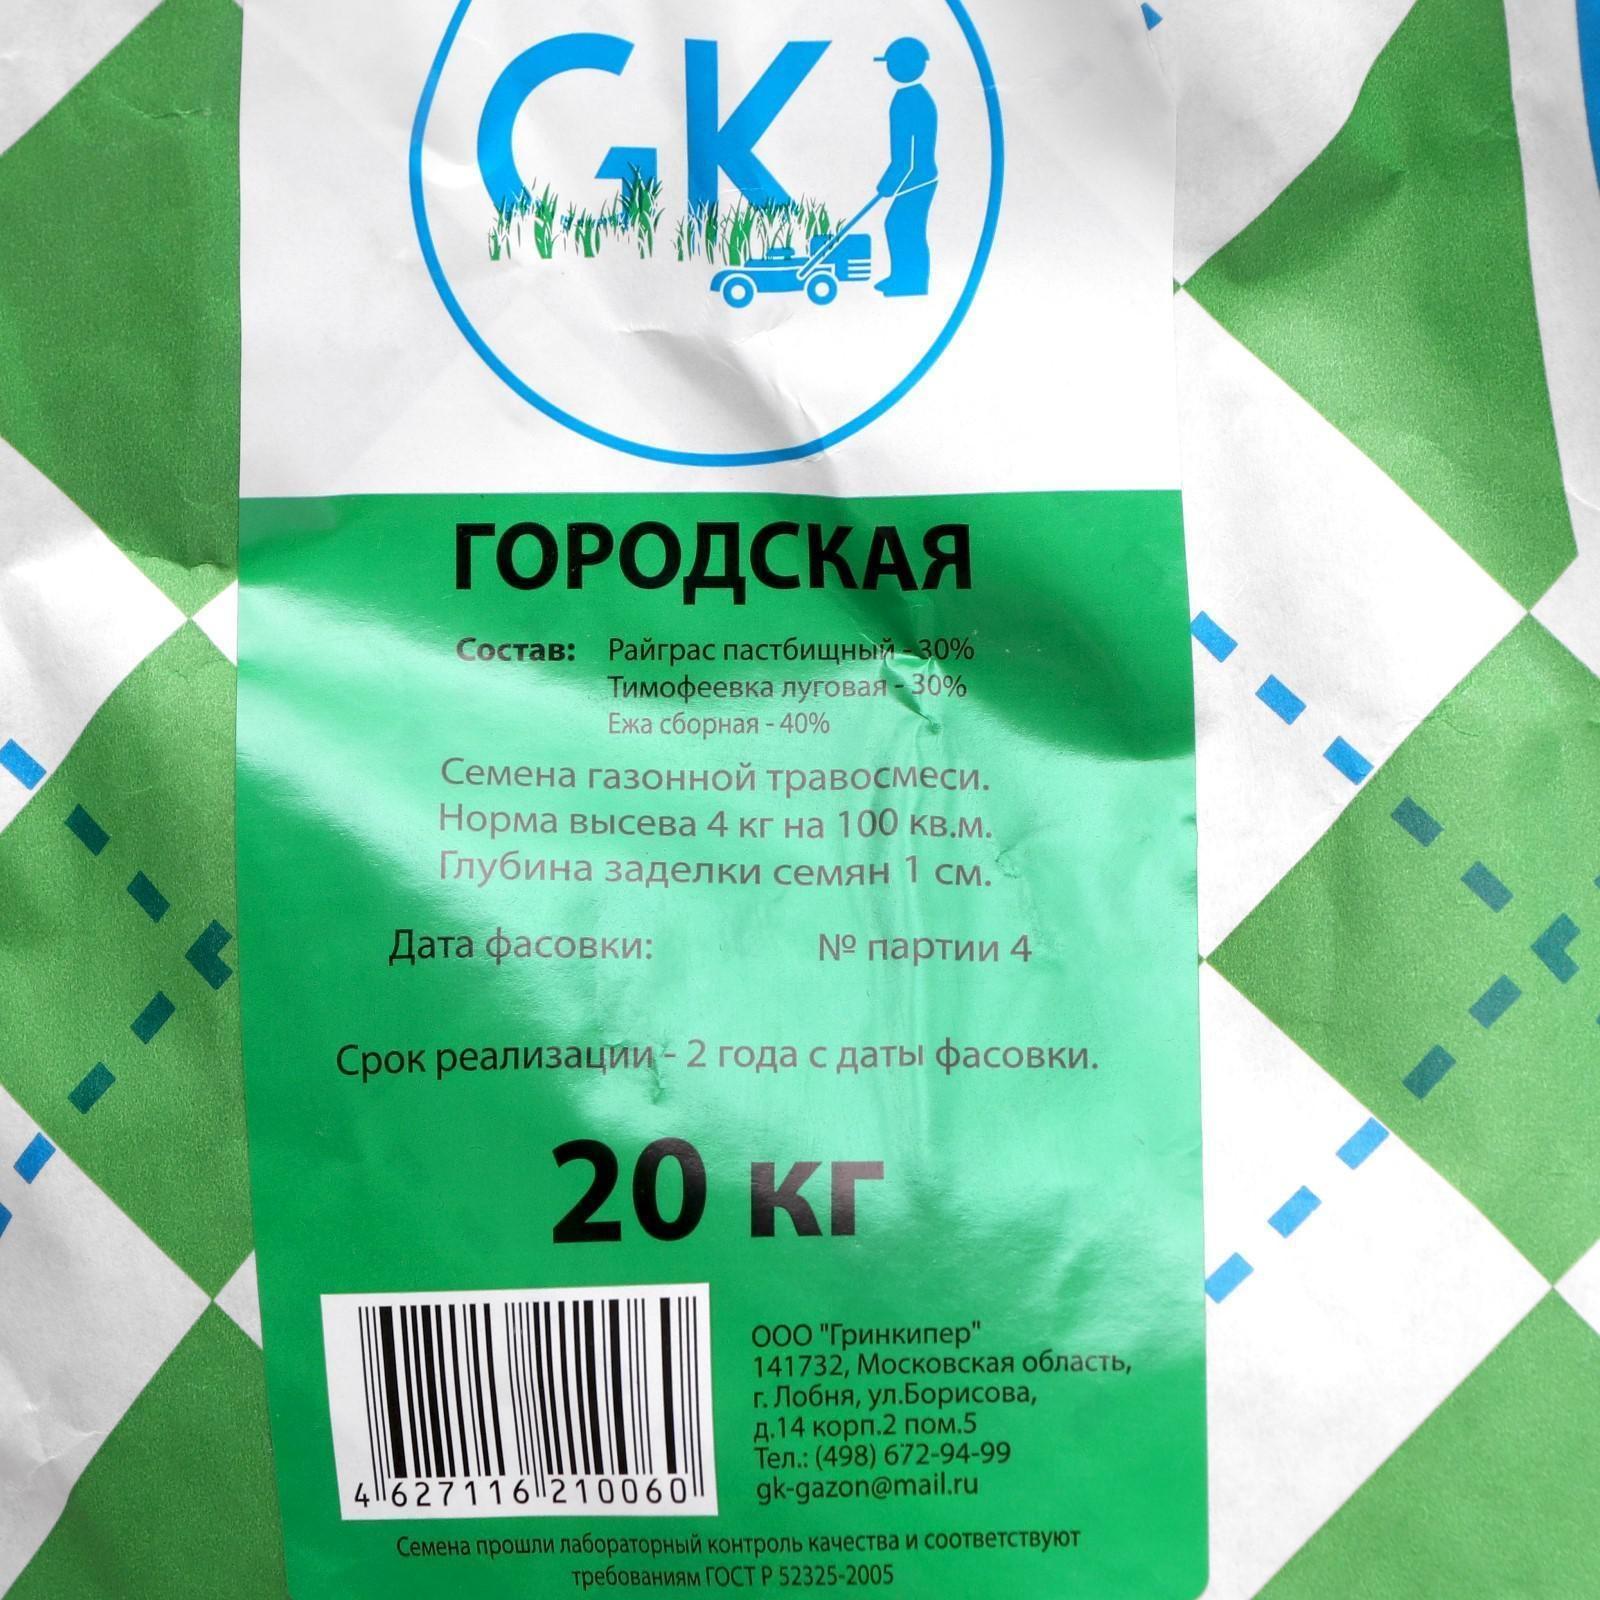 GK
ГОРОДСКАЯ
Состав: Райграс пастбищный - 30%
Тимофеевка луговая - 30%
Ежа сборная - 40%
Семена газонной травосмеси.
Норма высева 4 кг на 100 кв.м.
Глубина заделки семян 1 см.
Дата фасовки: № партии 4
Срок реализации - 2 года с даты фасовки.
20 кг
ООО "Гринкипер"
141732, Московская область,
г. Лобня, ул.Борисова,
д.14 корп.2 пом.5
Тел.: (498) 672-94-99
gk-gazon@mail.ru
4 627116 210060
Семена прошли лабораторный контроль качества и соответствуют
требованиям ГОСТ Р 52325-2005